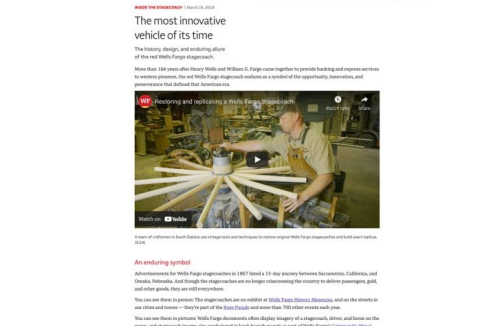 INSIDE THE STAGECOACH | March 16, 2018
The most innovative
vehicle of its time
The history, design, and enduring allure
of the red Wells Fargo stagecoach.
More than 166 years after Henry Wells and William G. Fargo came together to provide banking and express services
to western pioneers, the red Wells Fargo stagecoach endures as a symbol of the opportunity, innovation, and
perseverance that defined that American era.
WF
Restoring and replicating a Wells Fargo Stagecoach
Watch later
Share
Watch on YouTube
A team of craftsmen in South Dakota use vintage tools and techniques to restore original Wells Fargo stagecoaches and build exact replicas.
An enduring symbol
Advertisements for Wells Fargo stagecoaches in 1867 listed a 15-day journey between Sacramento, California, and
Omaha, Nebraska. And though the stagecoaches are no longer crisscrossing the country to deliver passengers, gold,
and other goods, they're still everywhere.
You can see them in person: The stagecoaches are on exhibit at Wells Fargo History Museums, and on the streets in
our cities and towns — they're part of the Rose Parade and more than 700 other events each year.
You can see them in pictures: Wells Fargo documents often display imagery of a stagecoach, driver, and horses on the